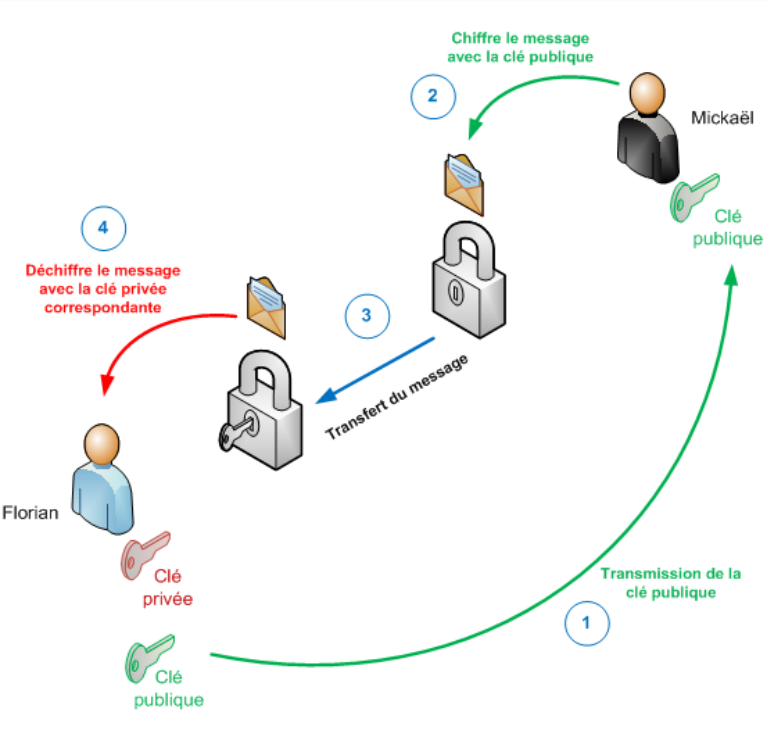 Chiffre le message
avec la clé publique
2
Mickaël
Clé
publique
4
Déchiffre le message
avec la clé privée
correspondante
3
Transfert du message
Florian
Clé
privée
Transmission de la
clé publique
1
Clé
publique